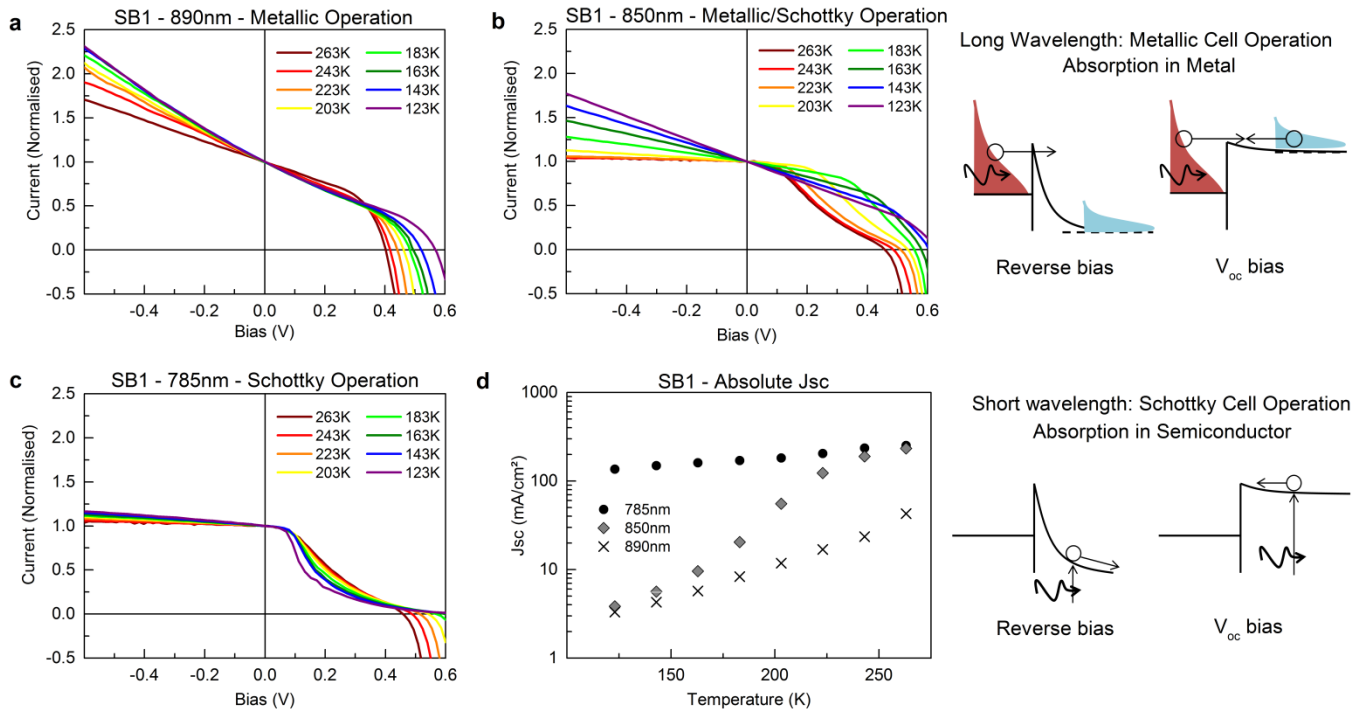 a
SB1 - 890nm - Metallic Operation
2.5
2.0
1.5
1.0
0.5
0.0
-0.5
Current (Normalised)
263K
243K
223K
203K
183K
163K
143K
123K
-0.4
-0.2
0.0
0.2
0.4
0.6
Bias (V)
b
SB1 - 850nm - Metallic/Schottky Operation
2.5
2.0
1.5
1.0
0.5
0.0
-0.5
Current (Normalised)
263K
243K
223K
203K
183K
163K
143K
123K
-0.4
-0.2
0.0
0.2
0.4
0.6
Bias (V)
Long Wavelength: Metallic Cell Operation
Absorption in Metal
Reverse bias
Voc bias
c
SB1 - 785nm - Schottky Operation
2.5
2.0
1.5
1.0
0.5
0.0
-0.5
Current (Normalised)
263K
243K
223K
203K
183K
163K
143K
123K
-0.4
-0.2
0.0
0.2
0.4
0.6
Bias (V)
d
SB1 - Absolute Jsc
1000
100
10
1
Jsc (mA/cm²)
785nm
850nm
890nm
150
200
250
Temperature (K)
Short wavelength: Schottky Cell Operation
Absorption in Semiconductor
Reverse bias
Voc bias